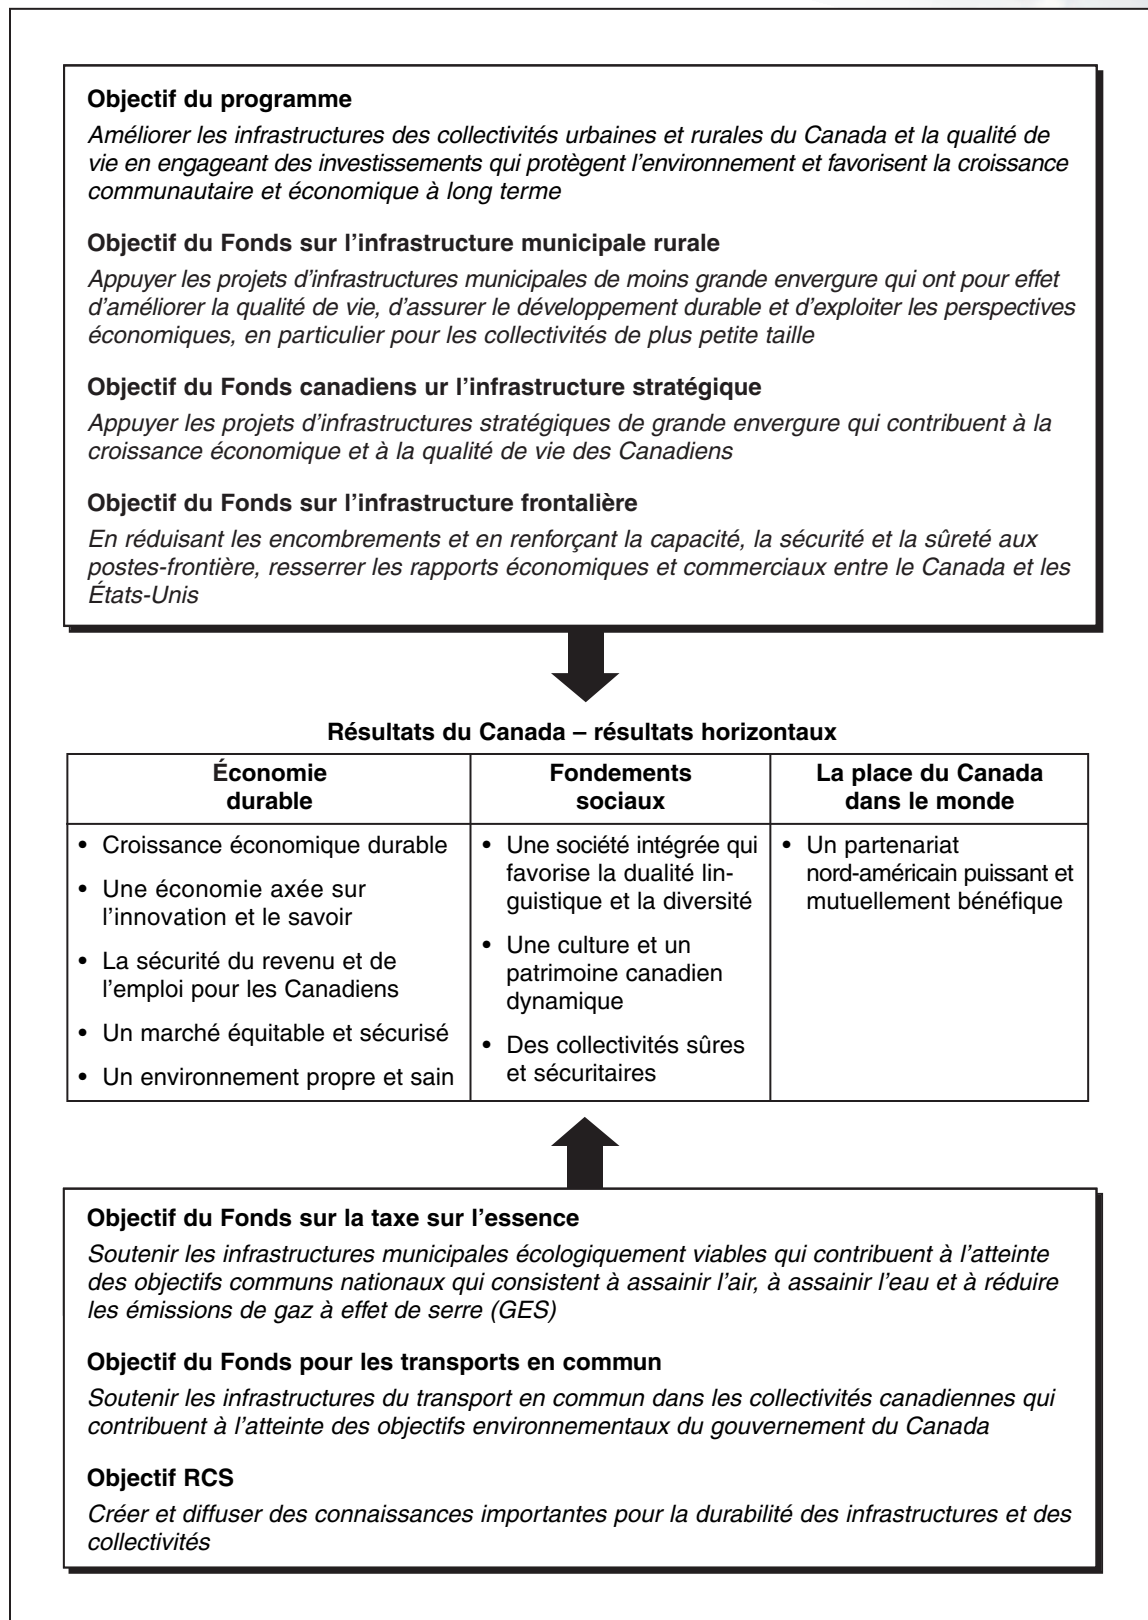 Objectif du programme
Améliorer les infrastructures des collectivités urbaines et rurales du Canada et la qualité de
vie en engageant des investissements qui protègent l'environnement et favorisent la croissance
communautaire et économique à long terme
Objectif du Fonds sur l'infrastructure municipale rurale
Appuyer les projets d'infrastructures municipales de moins grande envergure qui ont pour effet
d'améliorer la qualité de vie, d'assurer le développement durable et d'exploiter les perspectives
économiques, en particulier pour les collectivités de plus petite taille
Objectif du Fonds canadiens ur l'infrastructure stratégique
Appuyer les projets d'infrastructures stratégiques de grande envergure qui contribuent à la
croissance économique et à la qualité de vie des Canadiens
Objectif du Fonds sur l'infrastructure frontalière
En réduisant les encombrements et en renforçant la capacité, la sécurité et la sûreté aux
postes-frontière, resserrer les rapports économiques et commerciaux entre le Canada et les
États-Unis
Résultats du Canada – résultats horizontaux
Économie
durable
• Croissance économique durable
• Une économie axée sur
l'innovation et le savoir
• La sécurité du revenu et de
l'emploi pour les Canadiens
• Un marché équitable et sécurisé
• Un environnement propre et sain
Fondements
sociaux
• Une société intégrée qui
favorise la dualité lin-
guistique et la diversité
• Une culture et un
patrimoine canadien
dynamique
• Des collectivités sûres
et sécuritaires
La place du Canada
dans le monde
• Un partenariat
nord-américain puissant et
mutuellement bénéfique
Objectif du Fonds sur la taxe sur l'essence
Soutenir les infrastructures municipales écologiquement viables qui contribuent à l'atteinte
des objectifs communs nationaux qui consistent à assainir l'air, à assainir l'eau et à réduire
les émissions de gaz à effet de serre (GES)
Objectif du Fonds pour les transports en commun
Soutenir les infrastructures du transport en commun dans les collectivités canadiennes qui
contribuent à l'atteinte des objectifs environnementaux du gouvernement du Canada
Objectif RCS
Créer et diffuser des connaissances importantes pour la durabilité des infrastructures et des
collectivités